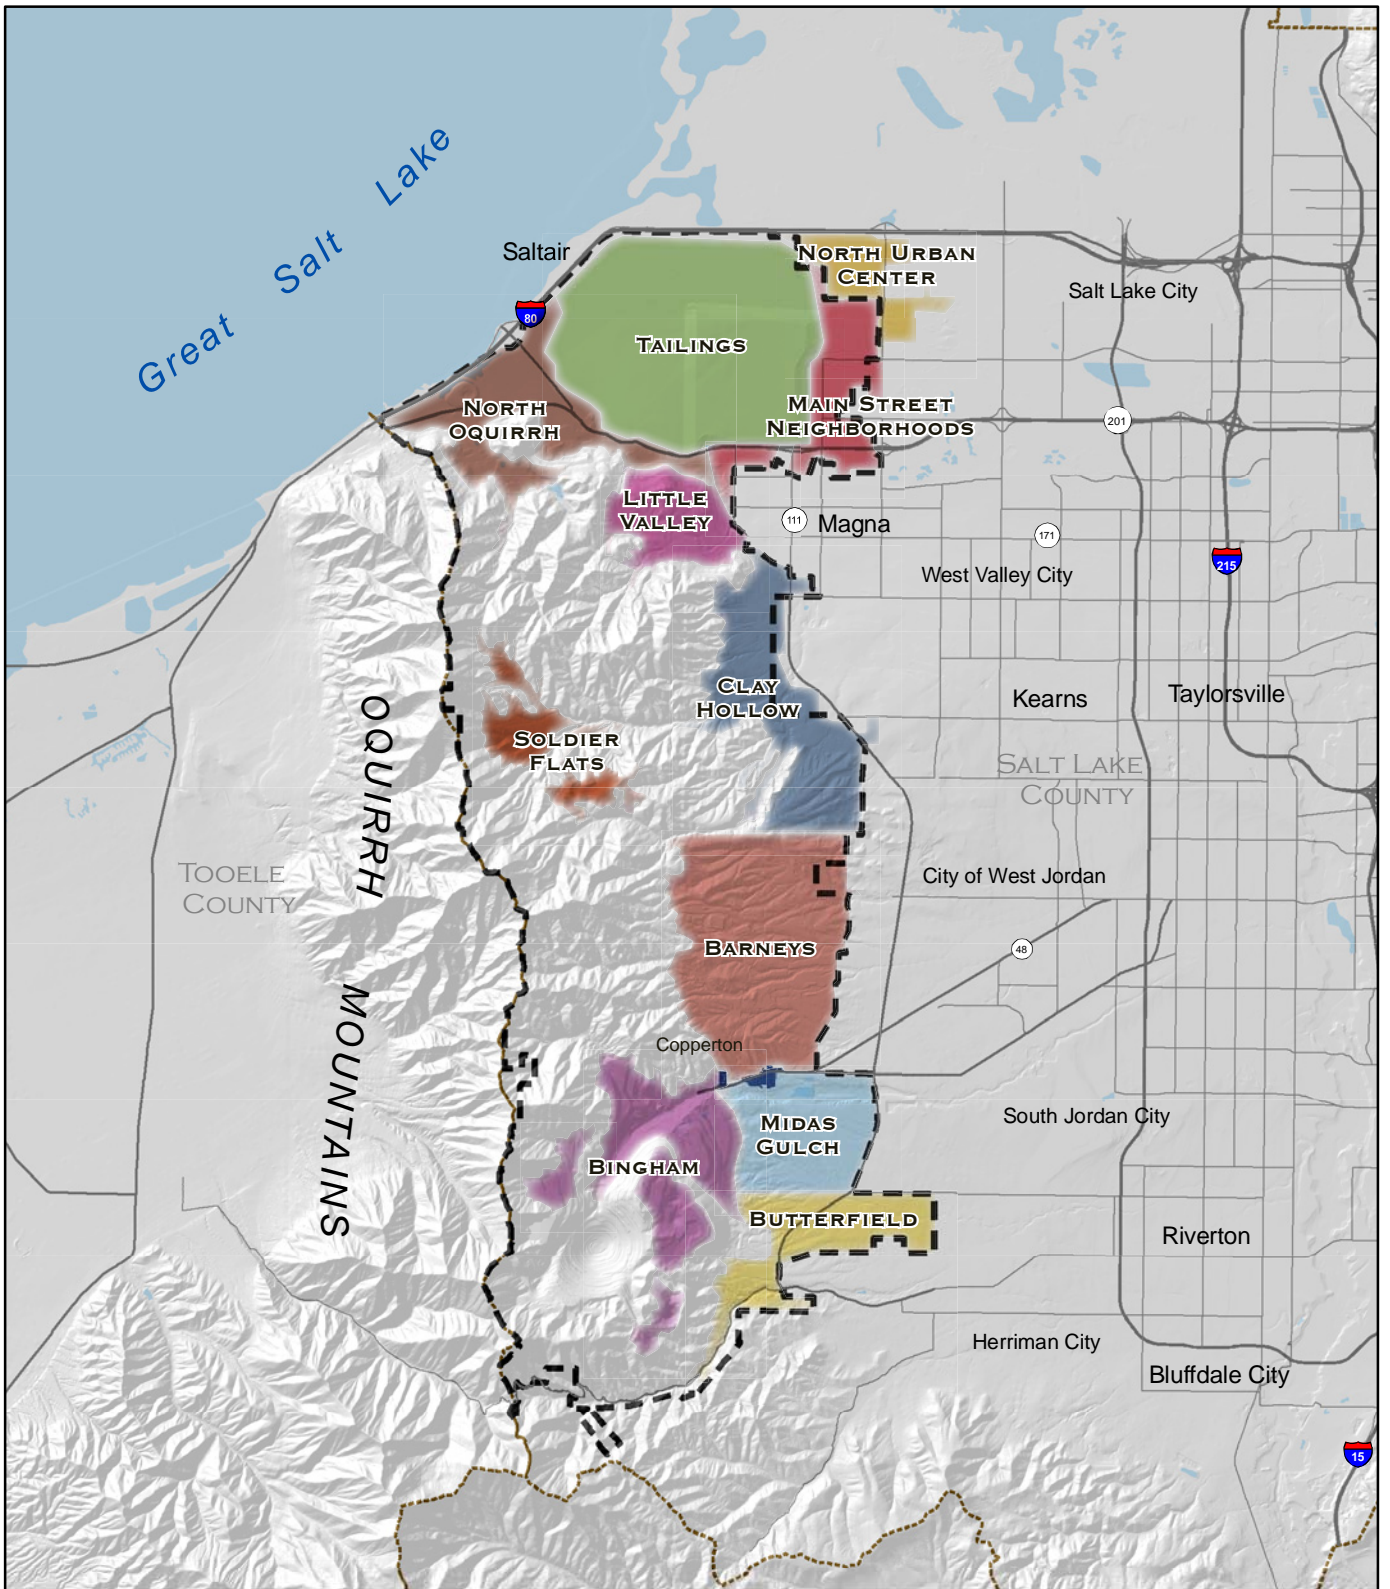 Great Salt Lake
Saltair
80
NORTH URBAN
CENTER
Salt Lake City
TAILINGS
NORTH
OQUIRRH
MAIN STREET
NEIGHBORHOODS
201
LITTLE
VALLEY
111
Magna
171
215
West Valley City
CLAY
HOLLOW
Kearns
Taylorsville
SOLDIER
FLATS
SALT LAKE
COUNTY
OQUIRRH
MOUNTAINS
TOOELE
COUNTY
City of West Jordan
BARNEYS
48
Copperton
MIDAS
GULCH
South Jordan City
BINGHAM
BUTTERFIELD
Riverton
Herriman City
Bluffdale City
15